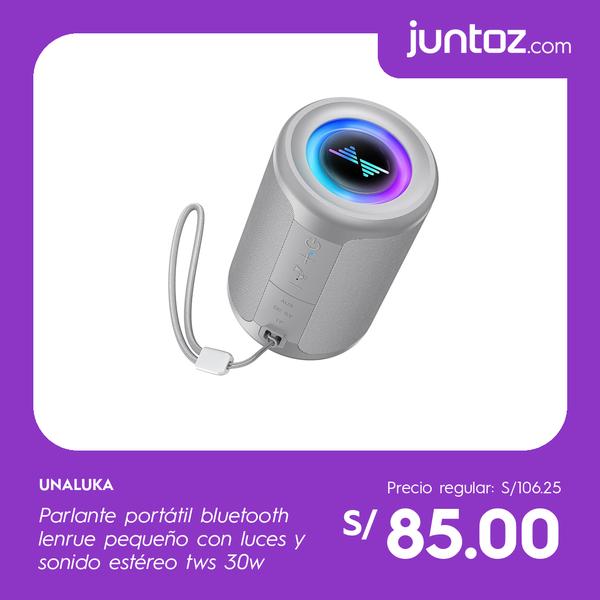 juntoz.com
UNALUKA
Parlante portátil bluetooth
lenrue pequeño con luces y
sonido estéreo tws 30w
Precio regular: S/106.25
S/ 85.00